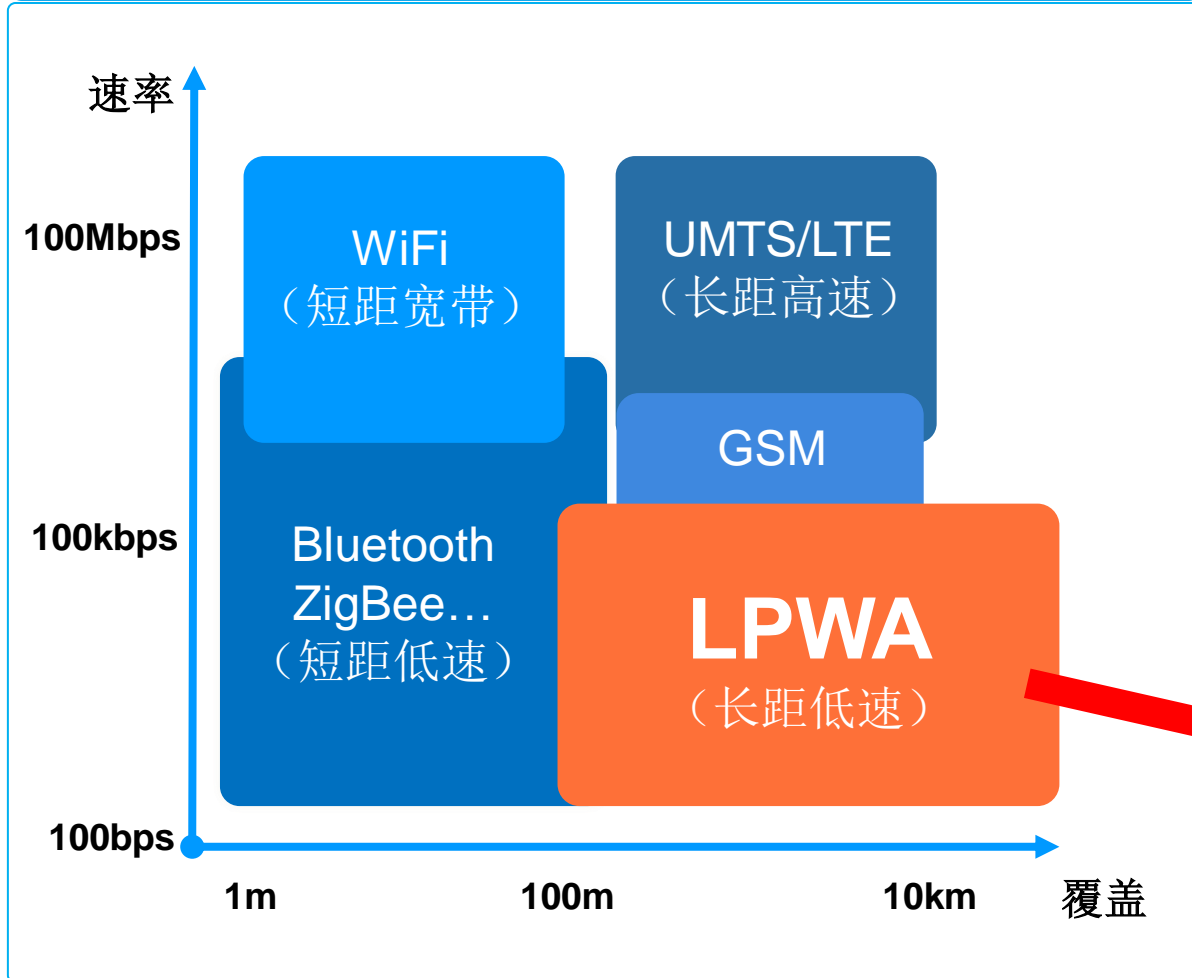 速率
100Mbps
WiFi
（短距宽带）
UMTS/LTE
（长距高速）
GSM
100kbps
Bluetooth
ZigBee…
（短距低速）
LPWA
（长距低速）
100bps
1m
100m
10km
覆盖